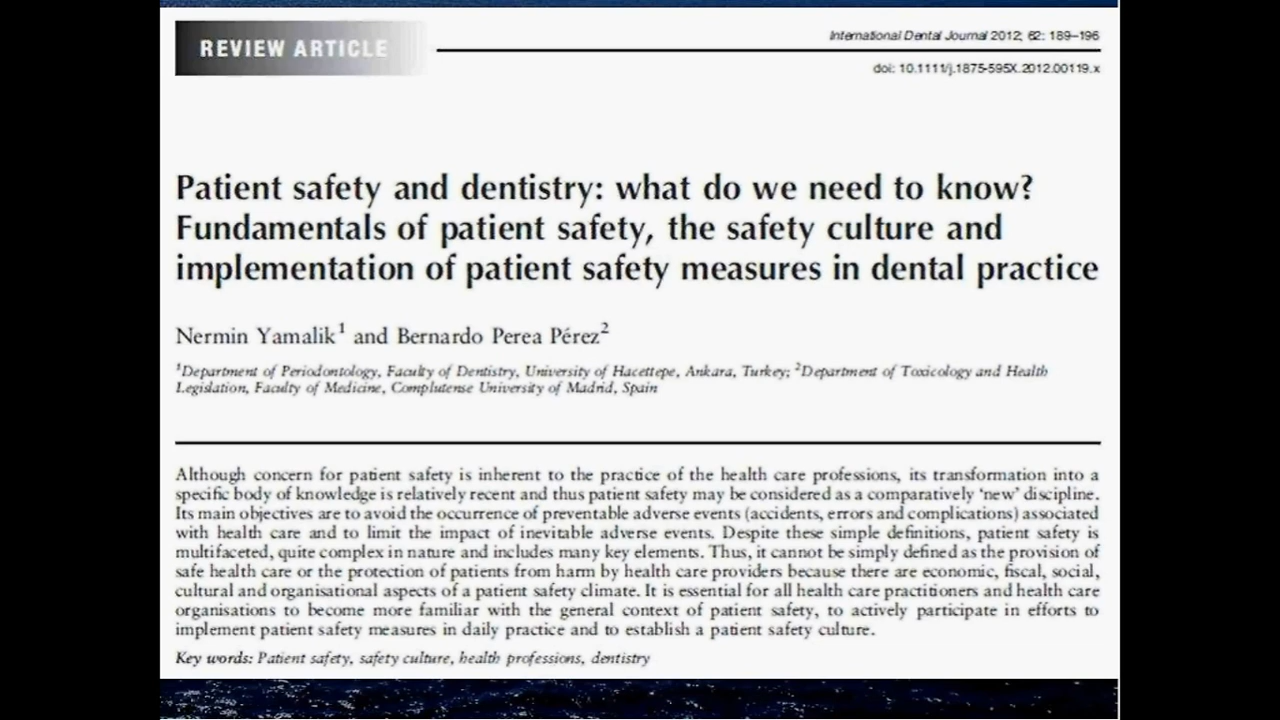 REVIEW ARTICLE
International Dental Journal 2012; 62: 189–196
doi: 10.1111/j.1875-595X.2012.00119.x
Patient safety and dentistry: what do we need to know?
Fundamentals of patient safety, the safety culture and
implementation of patient safety measures in dental practice
Nermin Yamalik1 and Bernardo Perea Pérez2
1Department of Periodontology, Faculty of Dentistry, University of Hacettepe, Ankara, Turkey; 2Department of Toxicology and Health
Legislation, Faculty of Medicine, Complutense University of Madrid, Spain
Although concern for patient safety is inherent to the practice of the health care professions, its transformation into a
specific body of knowledge is relatively recent and thus patient safety may be considered as a comparatively ‘new’ discipline.
Its main objectives are to avoid the occurrence of preventable adverse events (accidents, errors and complications) associated
with health care and to limit the impact of inevitable adverse events. Despite these simple definitions, patient safety is
multifaceted, quite complex in nature and includes many key elements. Thus, it cannot be simply defined as the provision of
safe health care or the protection of patients from harm by health care providers because there are economic, fiscal, social,
cultural and organisational aspects of a patient safety climate. It is essential for all health care practitioners and health care
organisations to become more familiar with the general context of patient safety, to actively participate in efforts to
implement patient safety measures in daily practice and to establish a patient safety culture.
Key words: Patient safety, safety culture, health professions, dentistry